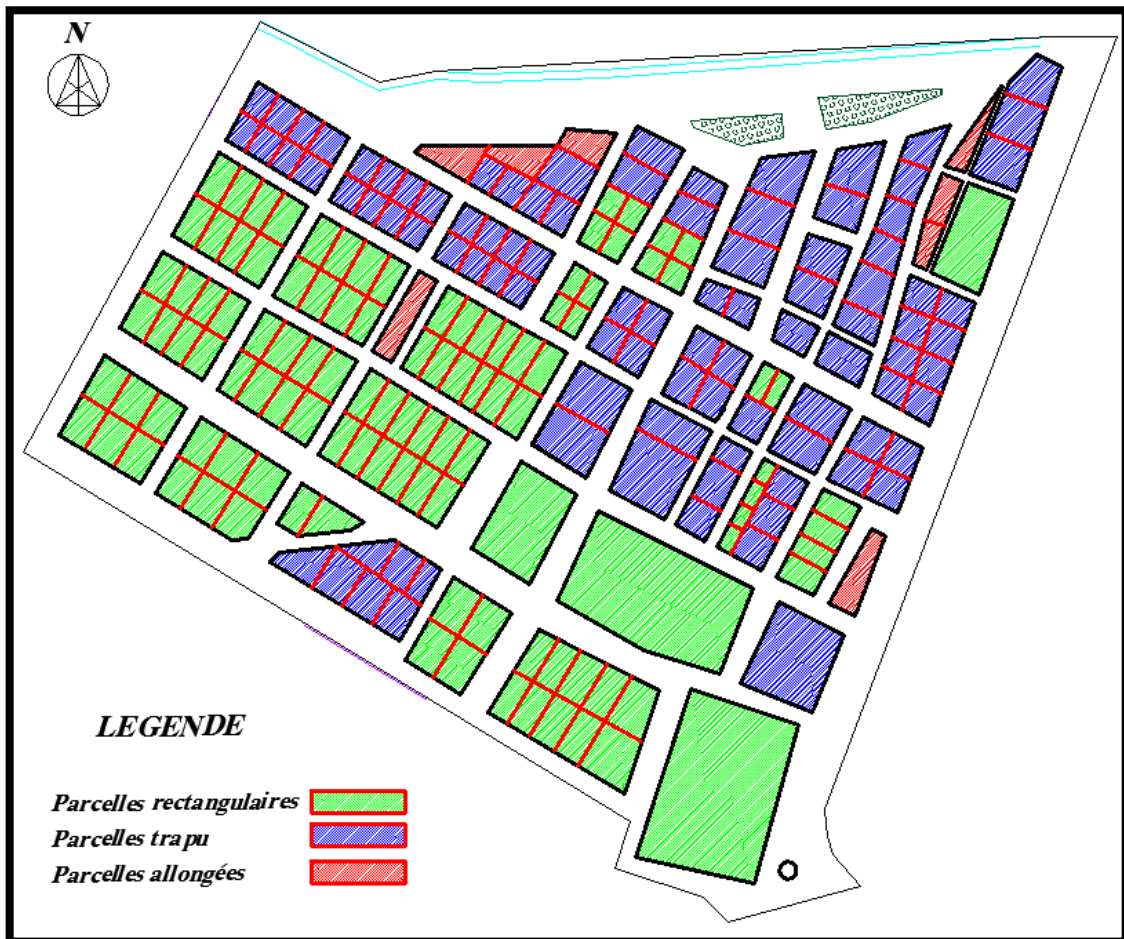 N
LEGENDE
Parcelles rectangulaires
Parcelles trapu
Parcelles allongées